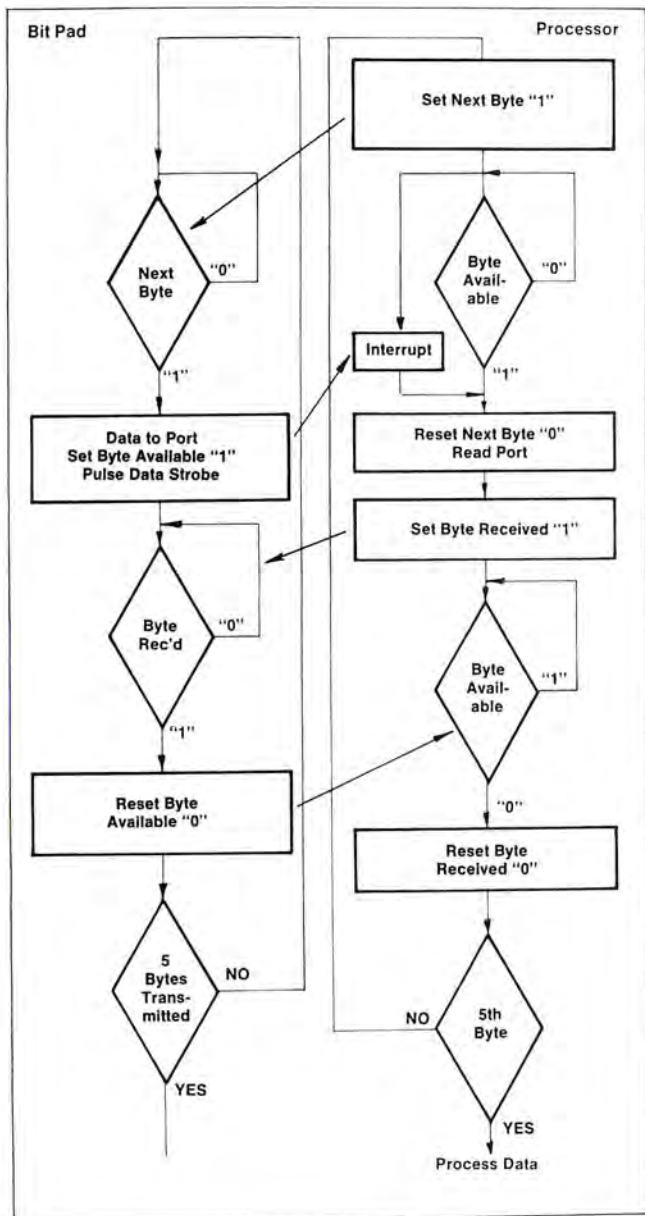 Bit Pad
Processor
Set Next Byte “1”
Next
Byte
“0”
“1”
Byte
Avail-
able
“0”
“1”
Interrupt
Data to Port
Set Byte Available “1”
Pulse Data Strobe
Reset Next Byte “0”
Read Port
Set Byte Received “1”
Byte
Rec’d
“0”
“1”
Byte
Avail-
able
“1”
“0”
Reset Byte
Available “0”
Reset Byte
Received “0”
5
Bytes
Trans-
mitted
NO
YES
5th
Byte
NO
YES
Process Data